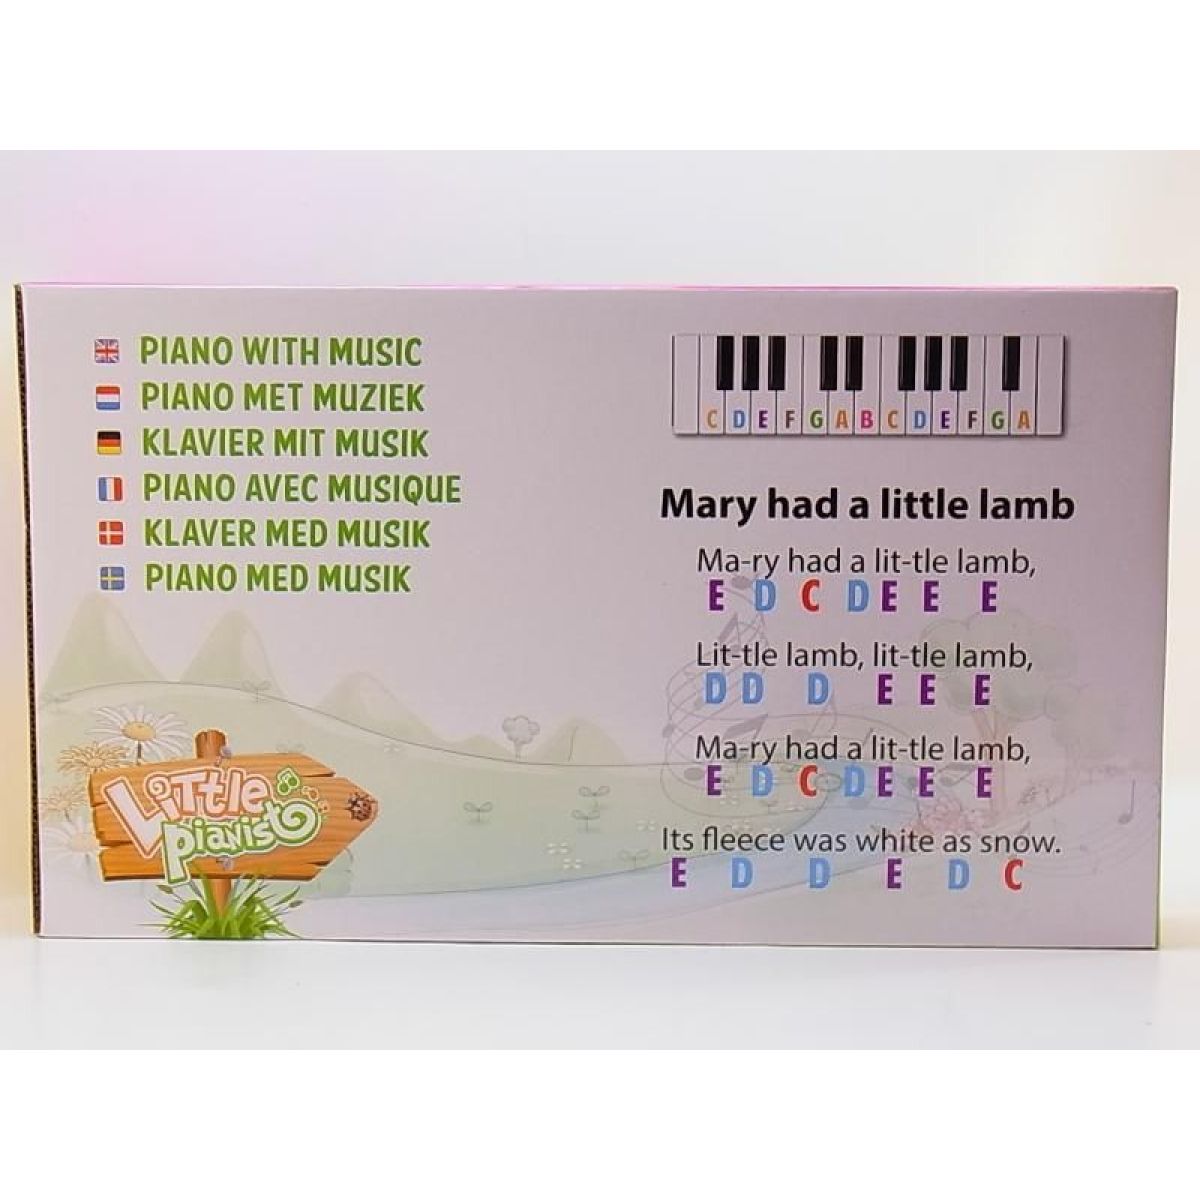 PIANO WITH MUSIC
PIANO MET MUZIEK
KLAVIER MIT MUSIK
PIANO AVEC MUSIQUE
KLAVER MED MUSIK
PIANO MED MUSIK
Little
Pianist
C D E F G A B C D E F G A
Mary had a little lamb
Ma-ry had a lit-tle lamb,
E D C D E E E
Lit-tle lamb, lit-tle lamb,
D D D E E E
Ma-ry had a lit-tle lamb,
E D C D E E E
Its fleece was white as snow.
E D D E D C